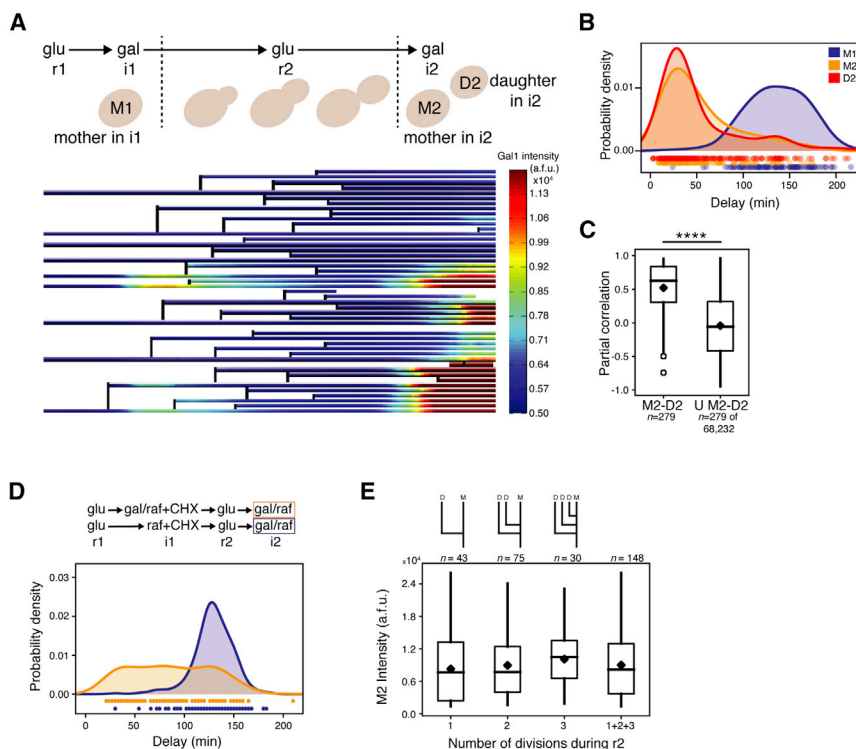 A
glu gal glu gal
r1 i1 r2 i2
M1 M2 D2 daughter
in i2
mother in i1 mother in i2
Gal1 intensity
(a.f.u.)
×10⁴
1.13
1.06
0.99
0.92
0.85
0.78
0.71
0.64
0.57
0.50
B
M1
M2
D2
Probability density
0.01
0.00
0 50 100 150 200
Delay (min)
C
****
Partial correlation
1.0
0.5
0.0
-0.5
-1.0
M2-D2 U M2-D2
n=279 n=279 of
68,232
D
glu gal/raf+CHX glu gal/raf
glu raf+CHX glu gal/raf
r1 i1 r2 i2
Probability density
0.03
0.02
0.01
0.00
0 50 100 150 200
Delay (min)
E
D M D D M D D D M
×10⁴
n = 43 n = 75 n = 30 n = 148
M2 Intensity (a.f.u.)
2.4
1.8
1.2
0.6
0.0
1 2 3 1+2+3
Number of divisions during r2